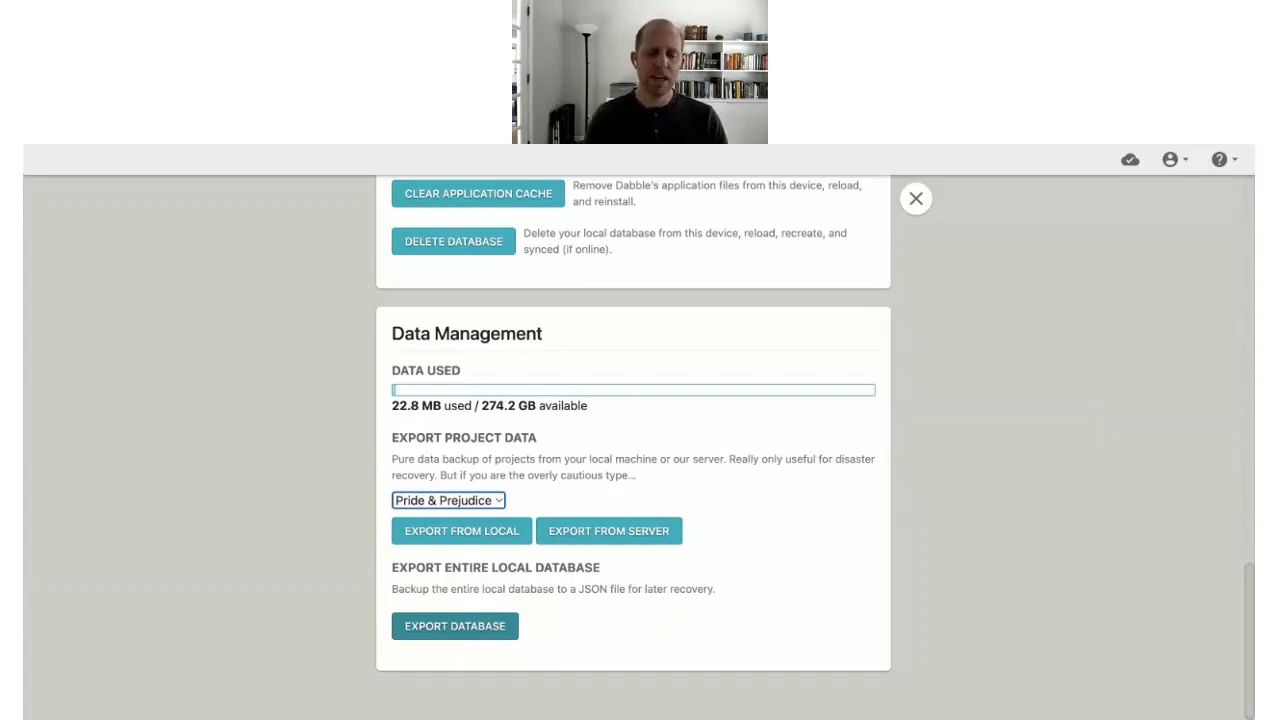 CLEAR APPLICATION CACHE
Remove Dabble's application files from this device, reload,
and reinstall.
DELETE DATABASE
Delete your local database from this device, reload, recreate, and
synced (if online).
Data Management
DATA USED
22.8 MB used / 274.2 GB available
EXPORT PROJECT DATA
Pure data backup of projects from your local machine or our server. Really only useful for disaster
recovery. But if you are the overly cautious type...
Pride & Prejudice
EXPORT FROM LOCAL EXPORT FROM SERVER
EXPORT ENTIRE LOCAL DATABASE
Backup the entire local database to a JSON file for later recovery.
EXPORT DATABASE